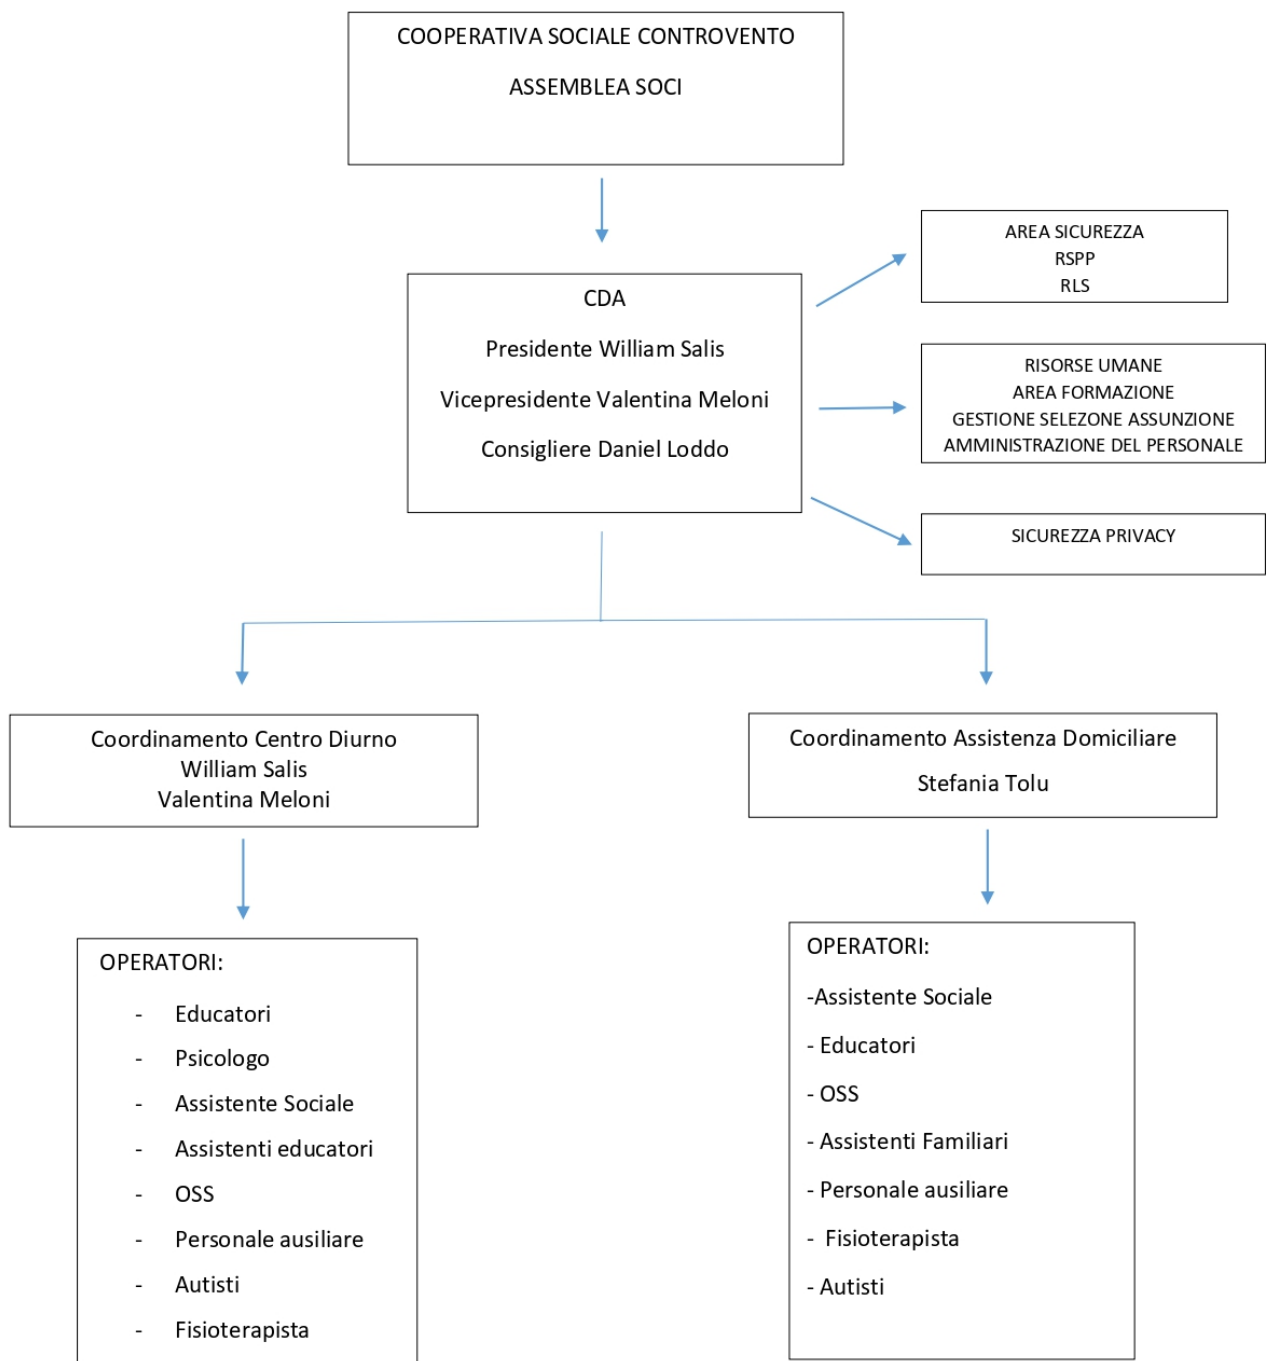 COOPERATIVA SOCIALE CONTROVENTO
ASSEMBLEA SOCI
AREA SICUREZZA
RSPP
RLS
CDA
Presidente William Salis
Vicepresidente Valentina Meloni
Consigliere Daniel Loddo
RISORSE UMANE
AREA FORMAZIONE
GESTIONE SELEZONE ASSUNZIONE
AMMINISTRAZIONE DEL PERSONALE
SICUREZZA PRIVACY
Coordinamento Centro Diurno
William Salis
Valentina Meloni
Coordinamento Assistenza Domiciliare
Stefania Tolu
OPERATORI:
- Educatori
- Psicologo
- Assistente Sociale
- Assistenti educatori
- OSS
- Personale ausiliare
- Autisti
- Fisioterapista
OPERATORI:
-Assistente Sociale
- Educatori
- OSS
- Assistenti Familiari
- Personale ausiliare
- Fisioterapista
- Autisti